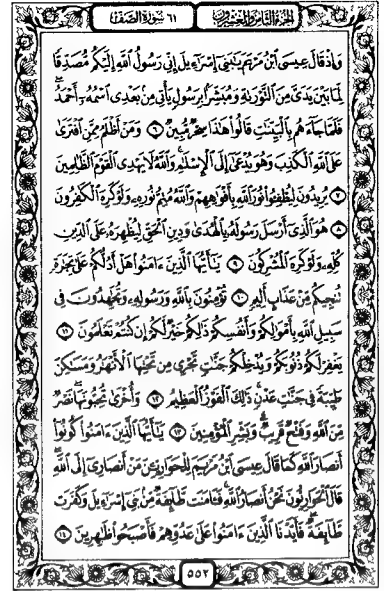 الجزء الثامن والعشرون
٦١ سورة الصف
وَإِذْ قَالَ عِيسَى ابْنُ مَرْيَمَ يَٰبَنِىٓ إِسْرَٰٓءِيلَ إِنِّى رَسُولُ ٱللَّهِ إِلَيْكُم مُّصَدِّقًا
لِّمَا بَيْنَ يَدَىَّ مِنَ ٱلتَّوْرَىٰةِ وَمُبَشِّرًۢا بِرَسُولٍ يَأْتِى مِنۢ بَعْدِى ٱسْمُهُۥٓ أَحْمَدُ ۖ
فَلَمَّا جَآءَهُم بِٱلْبَيِّنَٰتِ قَالُوا۟ هَٰذَا سِحْرٌ مُّبِينٌ ٦ وَمَنْ أَظْلَمُ مِمَّنِ ٱفْتَرَىٰ
عَلَى ٱللَّهِ ٱلْكَذِبَ وَهُوَ يُدْعَىٰٓ إِلَى ٱلْإِسْلَٰمِ ۚ وَٱللَّهُ لَا يَهْدِى ٱلْقَوْمَ ٱلظَّٰلِمِينَ
٧ يُرِيدُونَ لِيُطْفِـُٔوا۟ نُورَ ٱللَّهِ بِأَفْوَٰهِهِمْ وَٱللَّهُ مُتِمُّ نُورِهِۦ وَلَوْ كَرِهَ ٱلْكَٰفِرُونَ
٨ هُوَ ٱلَّذِىٓ أَرْسَلَ رَسُولَهُۥ بِٱلْهُدَىٰ وَدِينِ ٱلْحَقِّ لِيُظْهِرَهُۥ عَلَى ٱلدِّينِ
كُلِّهِۦ وَلَوْ كَرِهَ ٱلْمُشْرِكُونَ ٩ يَٰٓأَيُّهَا ٱلَّذِينَ ءَامَنُوا۟ هَلْ أَدُلُّكُمْ عَلَىٰ تِجَٰرَةٍ
تُنجِيكُم مِّنْ عَذَابٍ أَلِيمٍ ١٠ تُؤْمِنُونَ بِٱللَّهِ وَرَسُولِهِۦ وَتُجَٰهِدُونَ فِى
سَبِيلِ ٱللَّهِ بِأَمْوَٰلِكُمْ وَأَنفُسِكُمْ ۚ ذَٰلِكُمْ خَيْرٌ لَّكُمْ إِن كُنتُمْ تَعْلَمُونَ ١١
يَغْفِرْ لَكُمْ ذُنُوبَكُمْ وَيُدْخِلْكُمْ جَنَّٰتٍ تَجْرِى مِن تَحْتِهَا ٱلْأَنْهَٰرُ وَمَسَٰكِنَ
طَيِّبَةً فِى جَنَّٰتِ عَدْنٍ ۚ ذَٰلِكَ ٱلْفَوْزُ ٱلْعَظِيمُ ١٢ وَأُخْرَىٰ تُحِبُّونَهَا ۖ نَصْرٌ
مِّنَ ٱللَّهِ وَفَتْحٌ قَرِيبٌ ۗ وَبَشِّرِ ٱلْمُؤْمِنِينَ ١٣ يَٰٓأَيُّهَا ٱلَّذِينَ ءَامَنُوا۟ كُونُوٓا۟
أَنصَارَ ٱللَّهِ كَمَا قَالَ عِيسَى ٱبْنُ مَرْيَمَ لِلْحَوَارِيِّـۧنَ مَنْ أَنصَارِىٓ إِلَى ٱللَّهِ ۖ
قَالَ ٱلْحَوَارِيُّونَ نَحْنُ أَنصَارُ ٱللَّهِ ۖ فَـَٔامَنَت طَّآئِفَةٌ مِّنۢ بَنِىٓ إِسْرَٰٓءِيلَ وَكَفَرَت
طَّآئِفَةٌ ۖ فَأَيَّدْنَا ٱلَّذِينَ ءَامَنُوا۟ عَلَىٰ عَدُوِّهِمْ فَأَصْبَحُوا۟ ظَٰهِرِينَ ١٤
٥٥٢